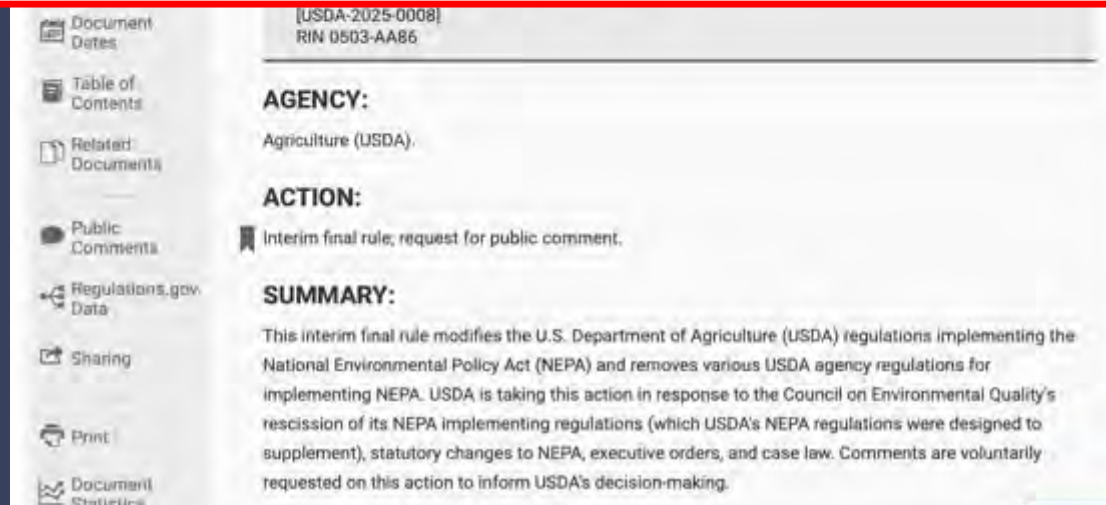 Document
Dates
Table of
Contents
Related
Documents
Public
Comments
Regulations.gov
Data
Sharing
Print
Document
Statistics
[USDA-2025-0008]
RIN 0503-AA86
AGENCY:
Agriculture (USDA).
ACTION:
Interim final rule; request for public comment.
SUMMARY:
This interim final rule modifies the U.S. Department of Agriculture (USDA) regulations implementing the
National Environmental Policy Act (NEPA) and removes various USDA agency regulations for
implementing NEPA. USDA is taking this action in response to the Council on Environmental Quality's
rescission of its NEPA implementing regulations (which USDA's NEPA regulations were designed to
supplement), statutory changes to NEPA, executive orders, and case law. Comments are voluntarily
requested on this action to inform USDA's decision-making.